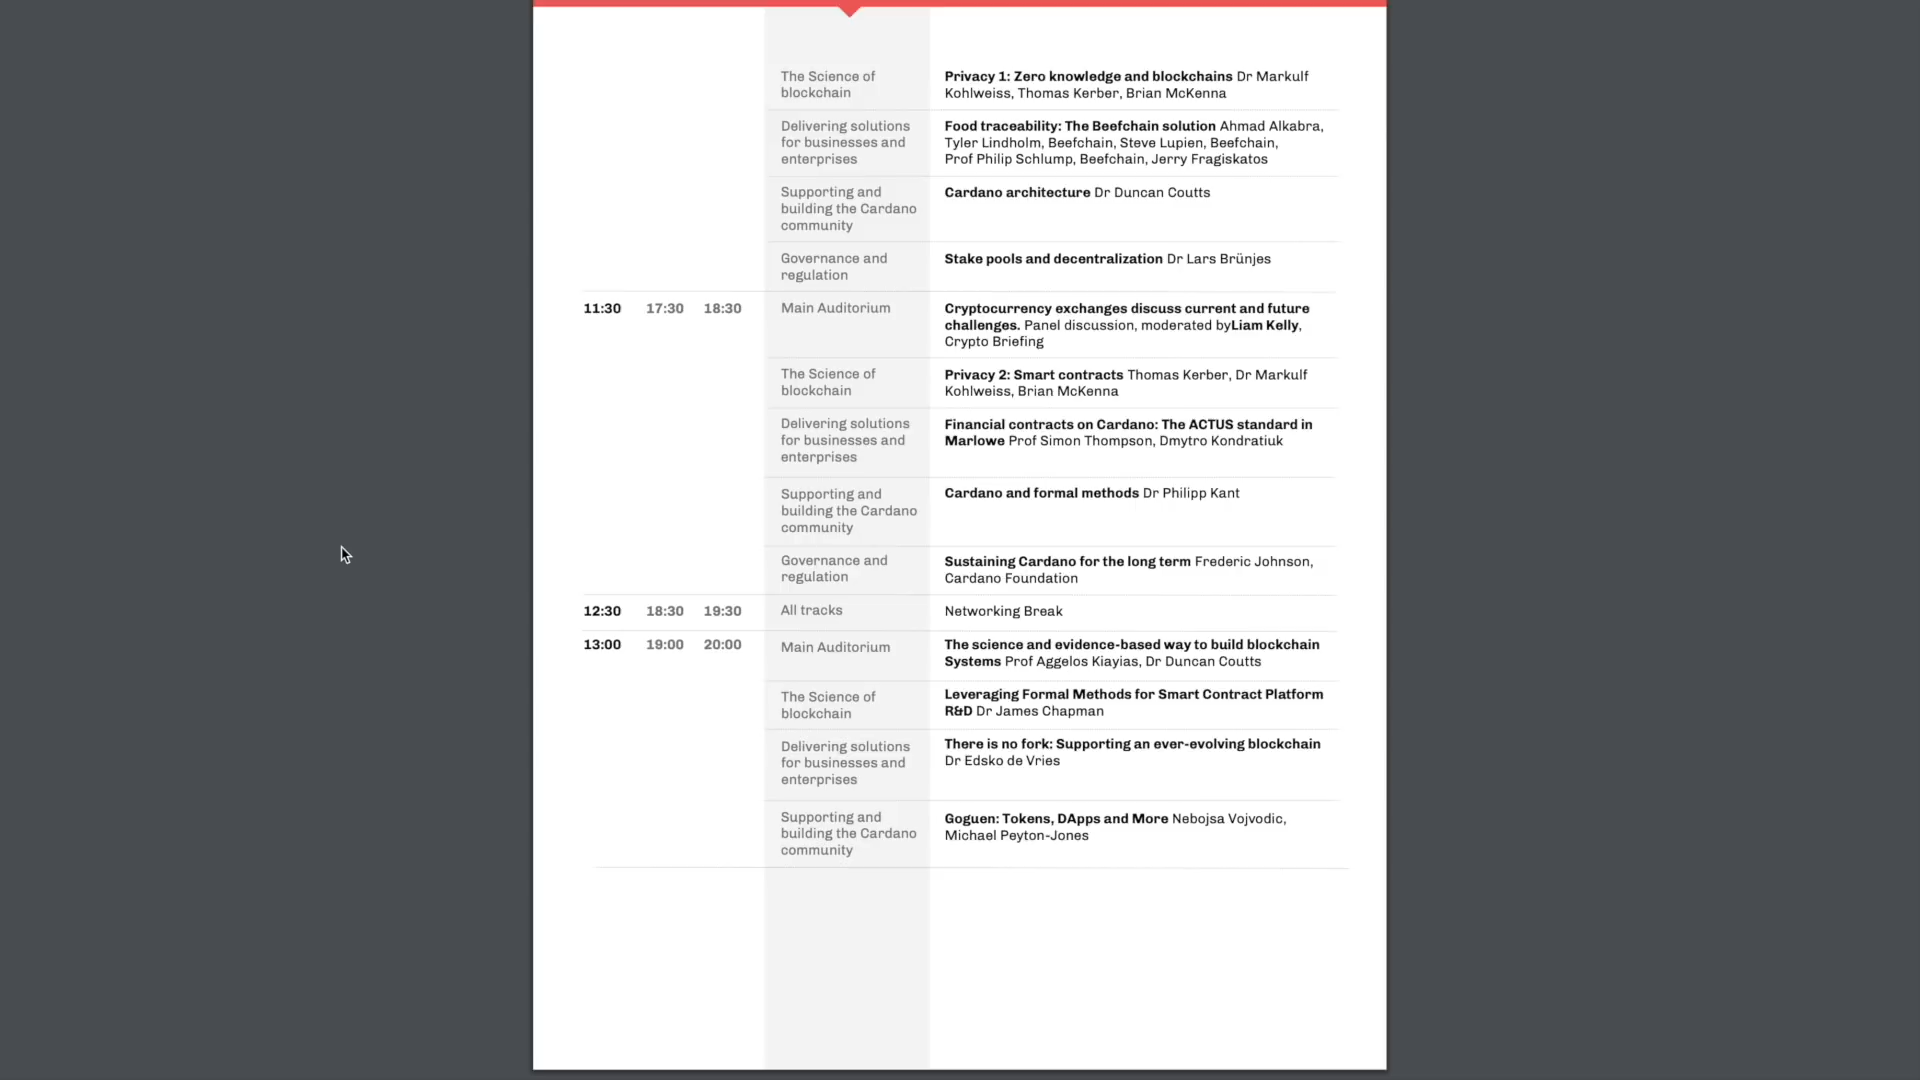 The Science of
blockchain
Privacy 1: Zero knowledge and blockchains Dr Markulf
Kohlweiss, Thomas Kerber, Brian McKenna
Delivering solutions
for businesses and
enterprises
Food traceability: The Beefchain solution Ahmad Alkabra,
Tyler Lindholm, Beefchain, Steve Lupien, Beefchain,
Prof Philip Schlump, Beefchain, Jerry Fragiskatos
Supporting and
building the Cardano
community
Cardano architecture Dr Duncan Coutts
Governance and
regulation
Stake pools and decentralization Dr Lars Brünjes
11:30 17:30 18:30
Main Auditorium
Cryptocurrency exchanges discuss current and future
challenges. Panel discussion, moderated byLiam Kelly,
Crypto Briefing
The Science of
blockchain
Privacy 2: Smart contracts Thomas Kerber, Dr Markulf
Kohlweiss, Brian McKenna
Delivering solutions
for businesses and
enterprises
Financial contracts on Cardano: The ACTUS standard in
Marlowe Prof Simon Thompson, Dmytro Kondratiuk
Supporting and
building the Cardano
community
Cardano and formal methods Dr Philipp Kant
Governance and
regulation
Sustaining Cardano for the long term Frederic Johnson,
Cardano Foundation
12:30 18:30 19:30
All tracks
Networking Break
13:00 19:00 20:00
Main Auditorium
The science and evidence-based way to build blockchain
Systems Prof Aggelos Kiayias, Dr Duncan Coutts
The Science of
blockchain
Leveraging Formal Methods for Smart Contract Platform
R&D Dr James Chapman
Delivering solutions
for businesses and
enterprises
There is no fork: Supporting an ever-evolving blockchain
Dr Edsko de Vries
Supporting and
building the Cardano
community
Goguen: Tokens, DApps and More Nebojsa Vojvodic,
Michael Peyton-Jones